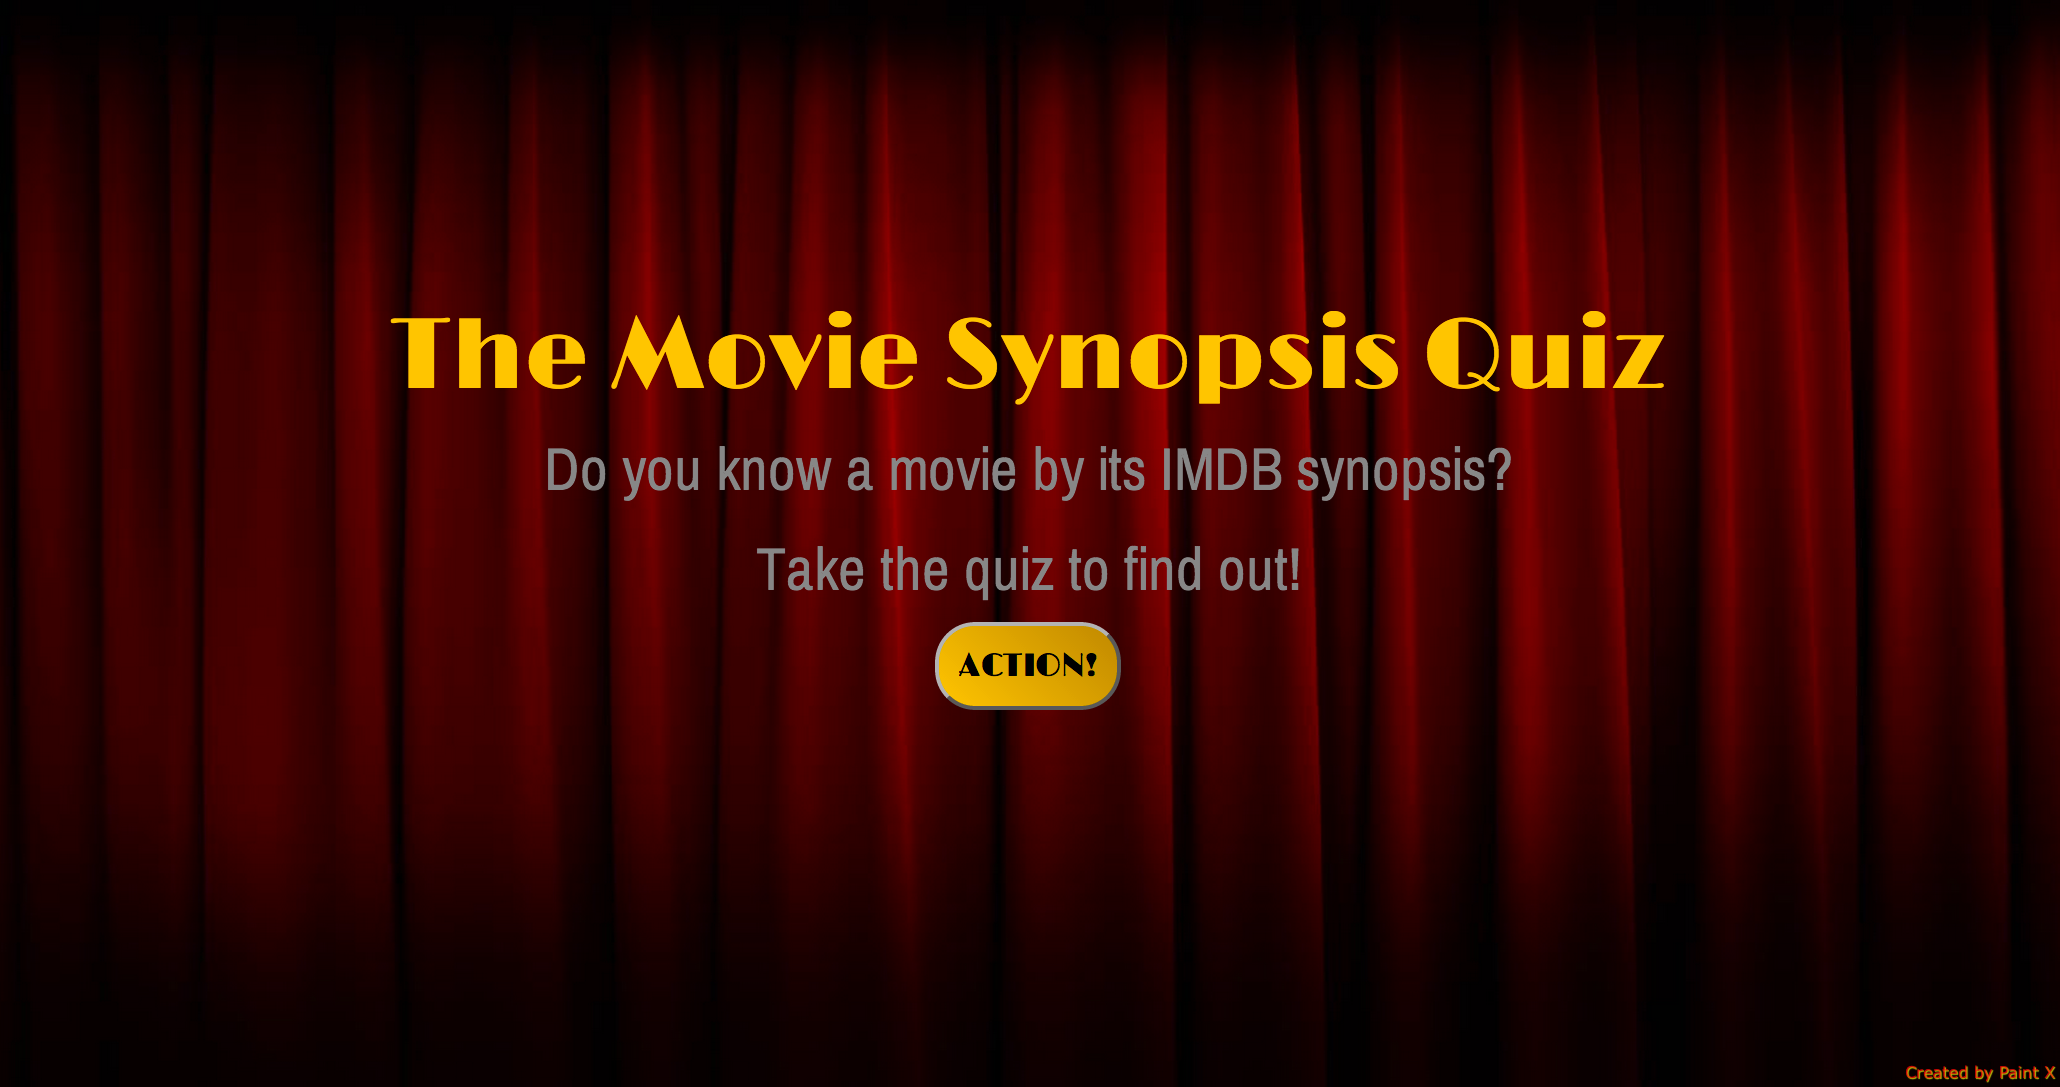 The Movie Synopsis Quiz
Do you know a movie by its IMDB synopsis?
Take the quiz to find out!
ACTION!
Created by Paint X